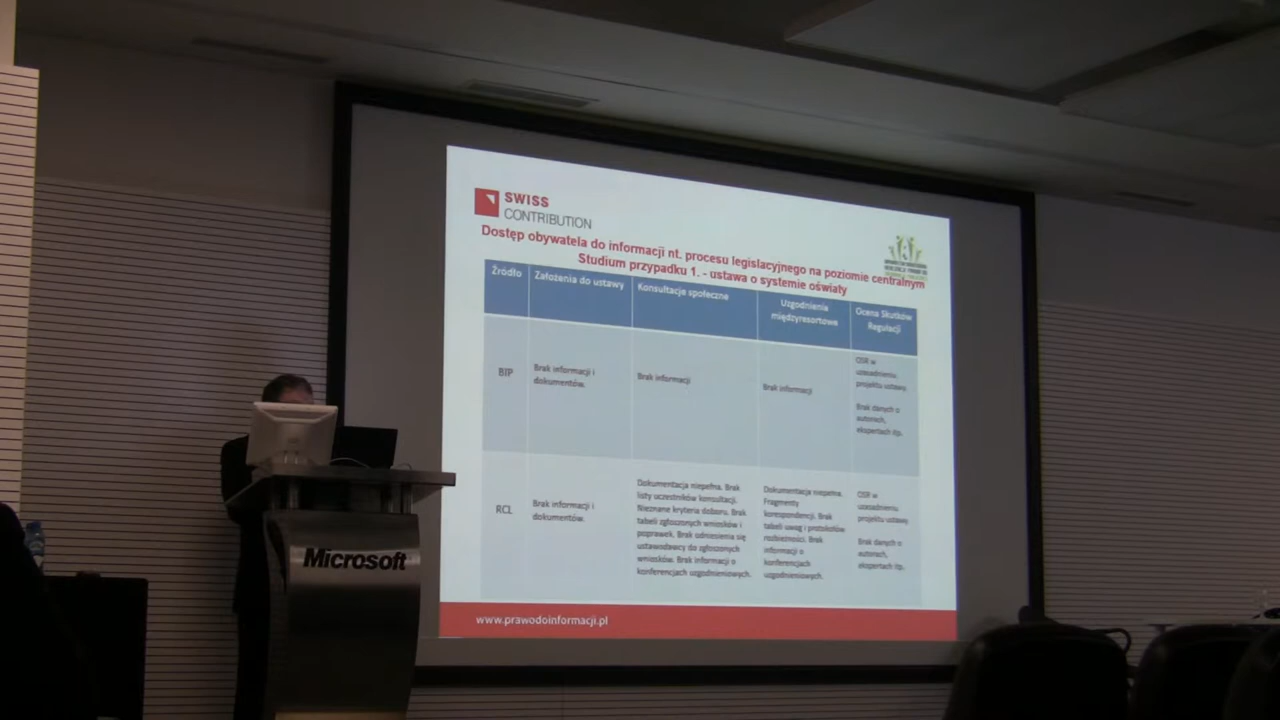 SWISS
CONTRIBUTION
Dostęp obywatela do informacji nt. procesu legislacyjnego na poziomie centralnym
Studium przypadku 1. - ustawa o systemie oświaty
Źródło
Założenia do ustawy
Konsultacje społeczne
Uzgodnienia
międzyresortowe
Ocena Skutków
Regulacji
BIP
Brak informacji i
dokumentów.
Brak informacji
Brak informacji
OSR w
uzasadnieniu
projektu ustawy.
Brak danych o
autorach,
ekspertach itp.
RCL
Brak informacji i
dokumentów.
Dokumentacja niepełna. Brak
listy uczestników konsultacji.
Nieznane kryteria doboru. Brak
tabeli zgłoszonych wniosków i
poprawek. Brak odniesienia się
ustawodawcy do zgłoszonych
wniosków. Brak informacji o
konferencjach uzgodnieniowych.
Dokumentacja niepełna.
Fragmenty
korespondencji. Brak
tabeli uwag i protokołów
rozbieżności. Brak
informacji o
konferencjach
uzgodnieniowych.
OSR w
uzasadnieniu
projektu ustawy
Brak danych o
autorach,
ekspertach itp.
www.prawodoinformacji.pl
Microsoft